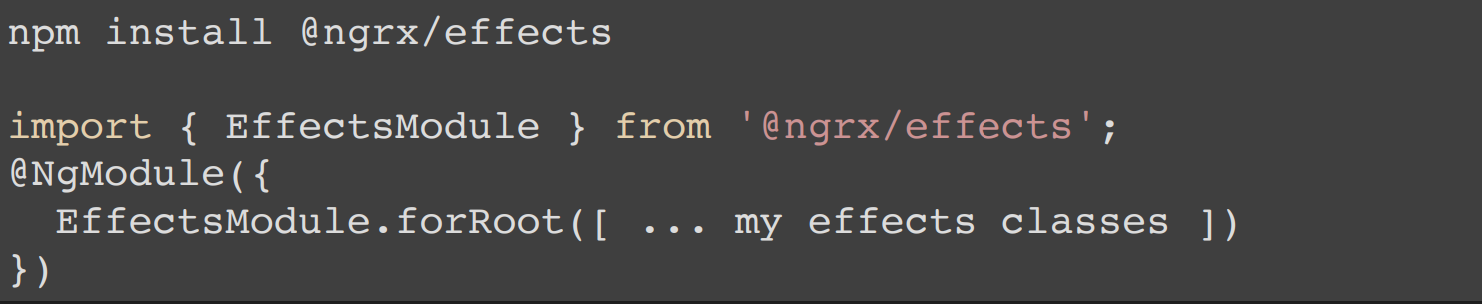 npm install @ngrx/effects
import { EffectsModule } from '@ngrx/effects';
@NgModule({
  EffectsModule.forRoot([ ... my effects classes ])
})